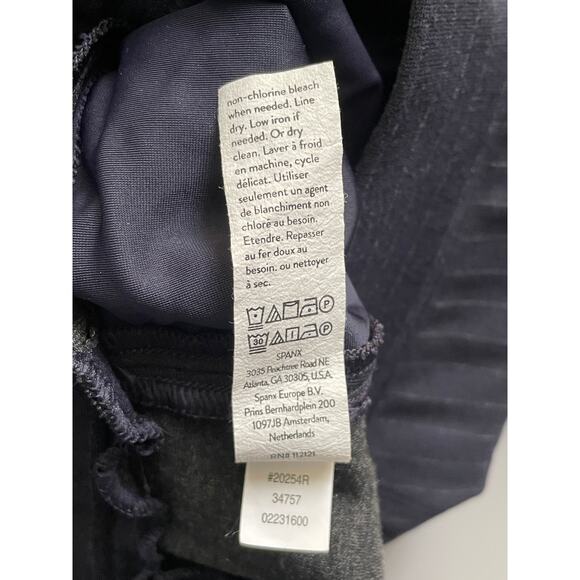 non-chlorine bleach
when needed. Line
dry. Low iron if
needed. Or dry
clean. Laver à froid
en machine, cycle
délicat. Utiliser
seulement un agent
de blanchiment non
chloré au besoin.
Etendre. Repasser
au fer doux au
besoin. ou nettoyer
à sec.
P
30 P
SPANX
3035 Peachtree Road NE
Atlanta, GA 30305, U.S.A.
Spanx Europe B.V.
Prins Bernhardplein 200
1097JB Amsterdam,
Netherlands
RN# 112121
#20254R
34757
02231600